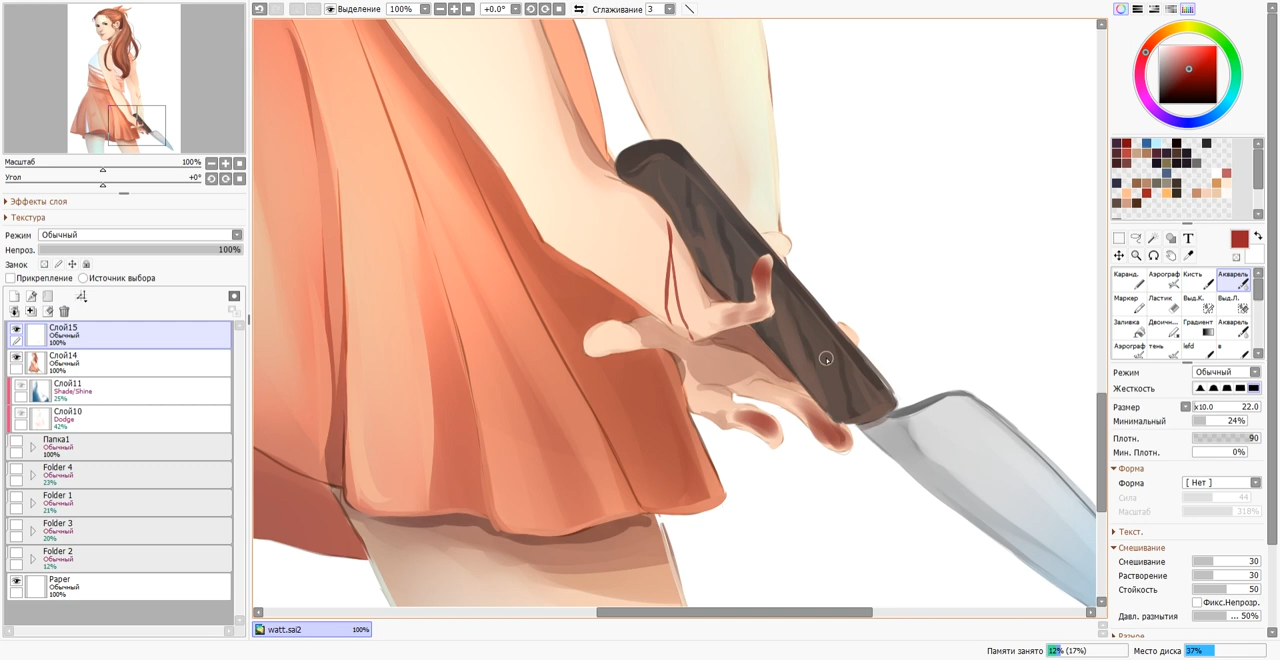 Выделение 100% +0.0° Сглаживание 3
Масштаб 100%
Угол +0°
Эффекты слоя
Текстура
Режим Обычный
Непроз. 100%
Замок
Прикрепление Источник выбора
Слой15
Обычный
100%
Слой14
Обычный
100%
Слой11
Shade/Shine
25%
Слой10
Dodge
42%
Папка1
Обычный
100%
Folder 4
Обычный
23%
Folder 1
Обычный
21%
Folder 3
Обычный
20%
Folder 2
Обычный
12%
Paper
Обычный
100%
watt.sai2 100%
T
Каранд. Аэрограф Кисть Акварель
Маркер Ластик Выд.К. Выд.Л.
Заливка Двоичн... Градиент Акварель
Аэрограф тень lefd в
Режим Обычный
Жесткость
Размер x10.0 22.0
Минимальный 24%
Плотн. 90
Мин. Плотн. 0%
Форма
Форма [ Нет ]
Сила 44
Масштаб 318%
Текст.
Смешивание
Смешивание 30
Растворение 30
Стойкость 50
Фикс.Непрозр.
Давл. размытия ... 50%
Разное
Памяти занято 12% (17%) Место диска 37%